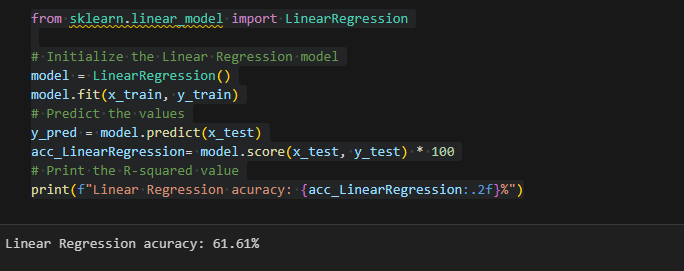 from sklearn.linear_model import LinearRegression
# Initialize the Linear Regression model
model = LinearRegression()
model.fit(x_train, y_train)
# Predict the values
y_pred = model.predict(x_test)
acc_LinearRegression= model.score(x_test, y_test) * 100
# Print the R-squared value
print(f"Linear Regression acuracy: {acc_LinearRegression:.2f}%")
Linear Regression acuracy: 61.61%